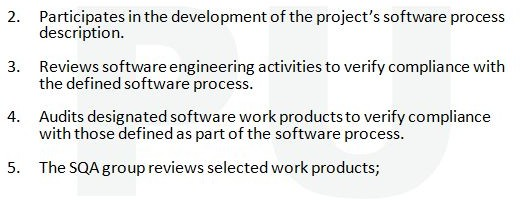 2. Participates in the development of the project's software process
description.
3. Reviews software engineering activities to verify compliance with
the defined software process.
4. Audits designated software work products to verify compliance
with those defined as part of the software process.
5. The SQA group reviews selected work products;
PU